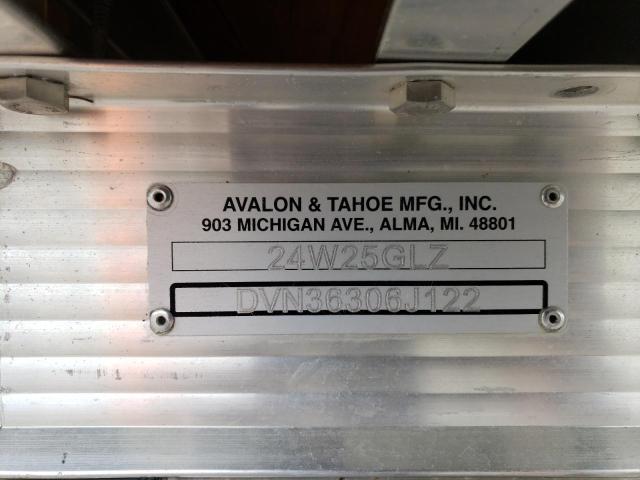 AVALON & TAHOE MFG., INC.
903 MICHIGAN AVE., ALMA, MI. 48801
24W25GLZ
DVN36306J122